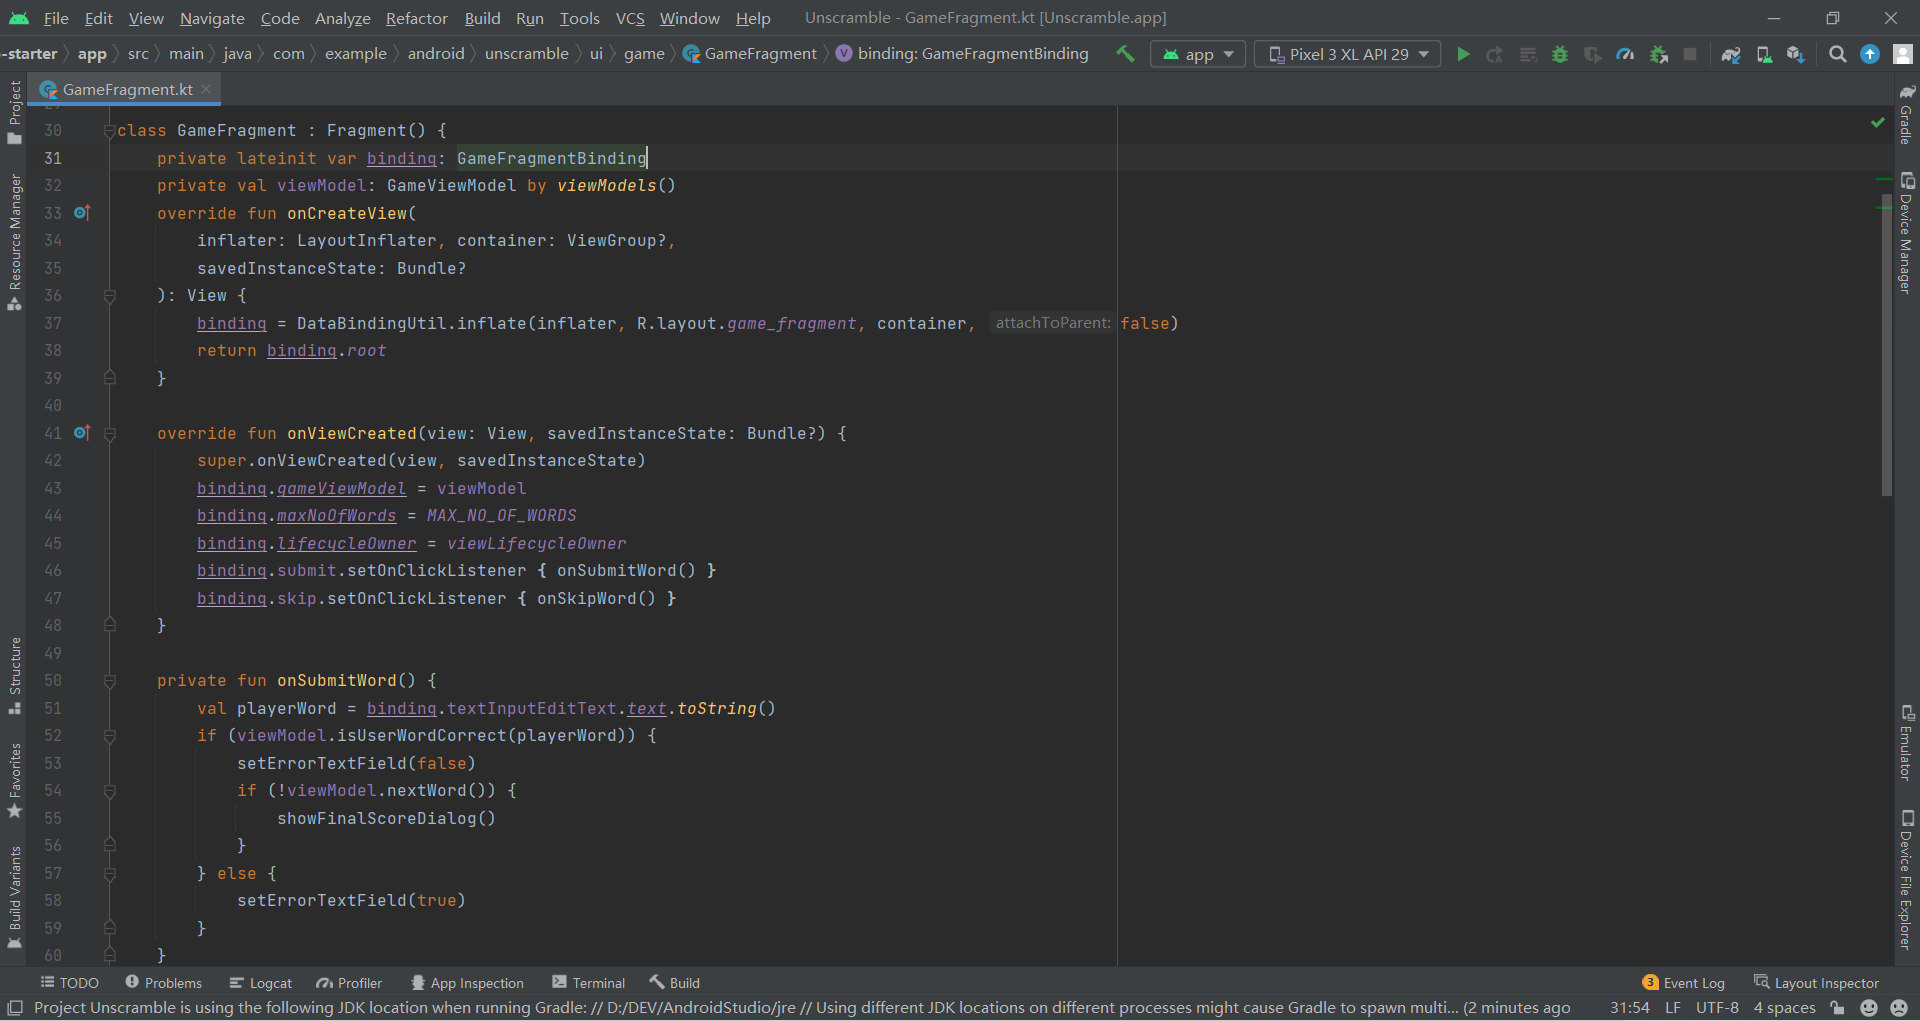 File Edit View Navigate Code Analyze Refactor Build Run Tools VCS Window Help Unscramble - GameFragment.kt [Unscramble.app]
-starter app src main java com example android unscramble ui game GameFragment V binding: GameFragmentBinding app Pixel 3 XL API 29
GameFragment.kt
30 class GameFragment : Fragment() {
31 private lateinit var binding: GameFragmentBinding
32 private val viewModel: GameViewModel by viewModels()
33 override fun onCreateView(
34 inflater: LayoutInflater, container: ViewGroup?,
35 savedInstanceState: Bundle?
36 ): View {
37 binding = DataBindingUtil.inflate(inflater, R.layout.game_fragment, container, attachToParent: false)
38 return binding.root
39 }
40
41 override fun onViewCreated(view: View, savedInstanceState: Bundle?) {
42 super.onViewCreated(view, savedInstanceState)
43 binding.gameViewModel = viewModel
44 binding.maxNoOfWords = MAX_NO_OF_WORDS
45 binding.lifecycleOwner = viewLifecycleOwner
46 binding.submit.setOnClickListener { onSubmitWord() }
47 binding.skip.setOnClickListener { onSkipWord() }
48 }
49
50 private fun onSubmitWord() {
51 val playerWord = binding.textInputEditText.text.toString()
52 if (viewModel.isUserWordCorrect(playerWord)) {
53 setErrorTextField(false)
54 if (!viewModel.nextWord()) {
55 showFinalScoreDialog()
56 }
57 } else {
58 setErrorTextField(true)
59 }
60 }
Project
Resource Manager
Structure
Favorites
Build Variants
Gradle
Device Manager
Emulator
Device File Explorer
TODO Problems Logcat Profiler App Inspection Terminal Build 3 Event Log Layout Inspector
Project Unscramble is using the following JDK location when running Gradle: // D:/DEV/AndroidStudio/jre // Using different JDK locations on different processes might cause Gradle to spawn multi... (2 minutes ago 31:54 LF UTF-8 4 spaces